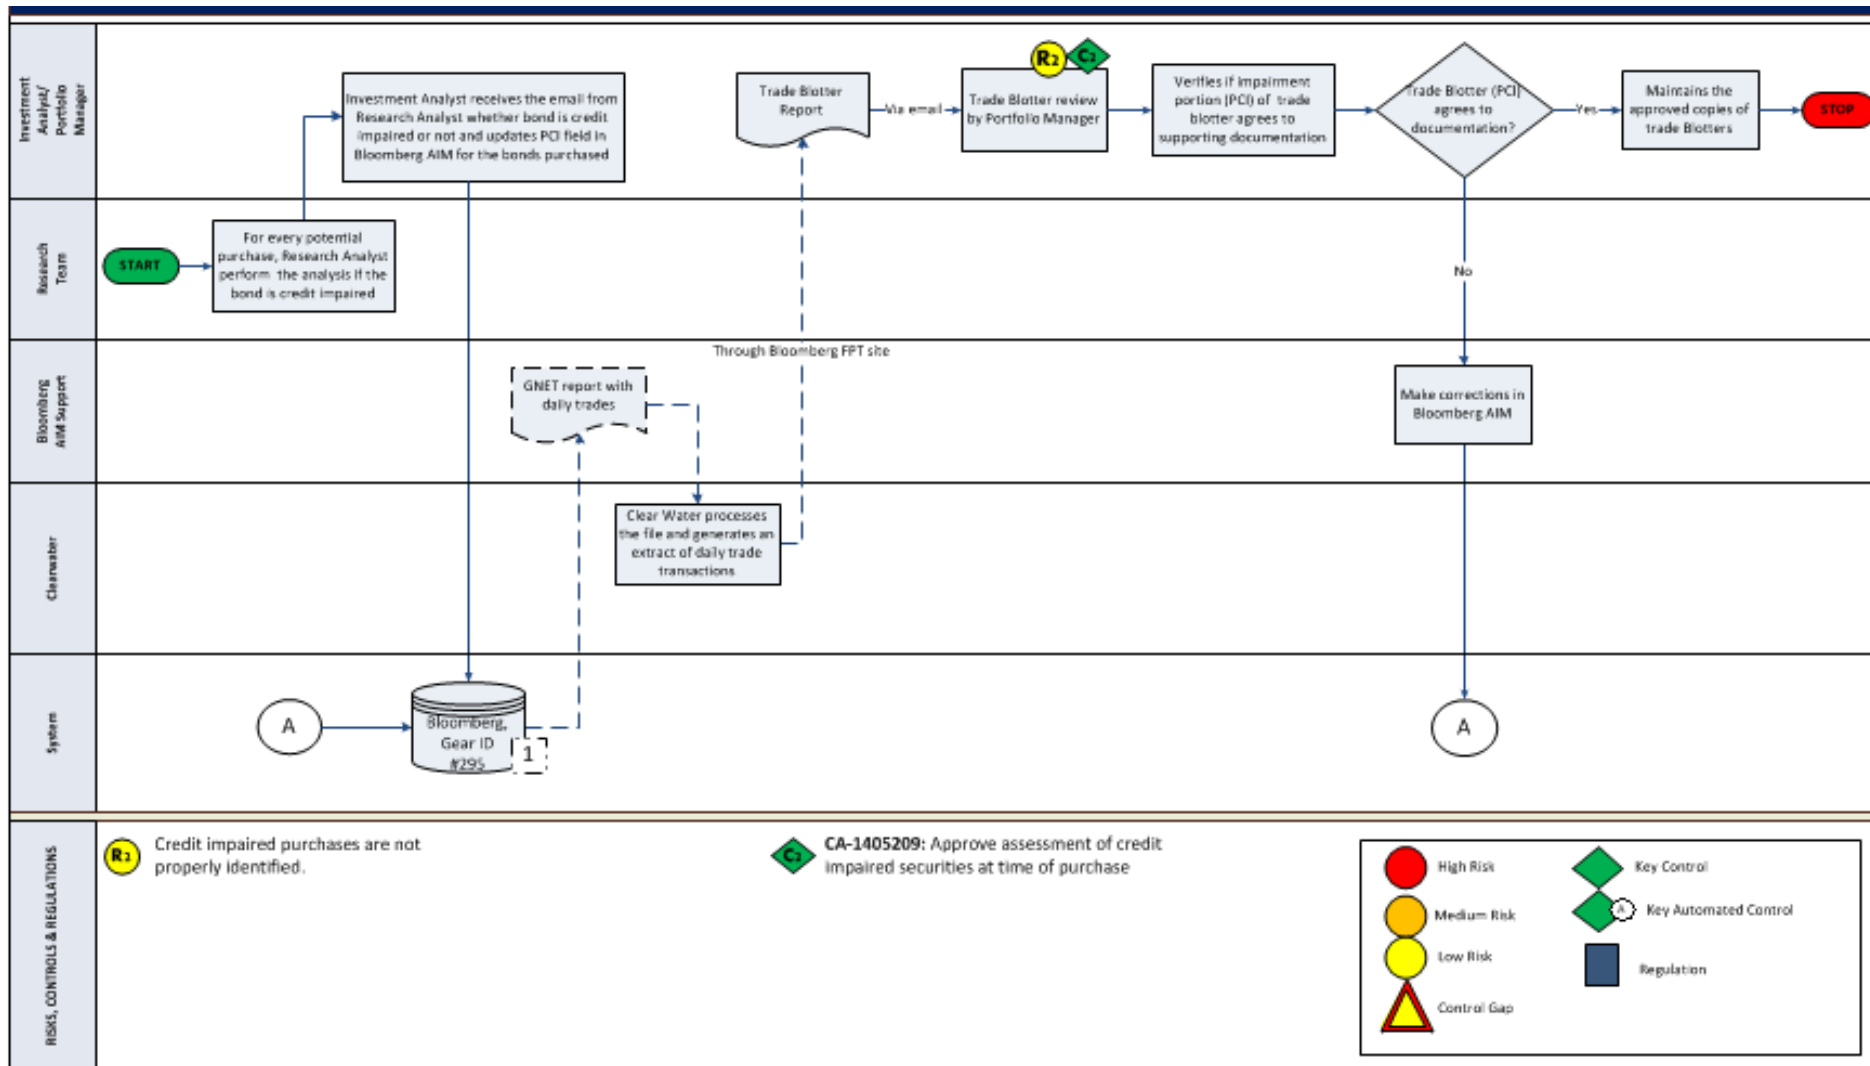 Investment
Analyst/
Portfolio
Manager
Investment Analyst receives the email from
Research Analyst whether bond is credit
impaired or not and updates PCI field in
Bloomberg AIM for the bonds purchased
Trade Blotter
Report
Via email
R2
C2
Trade Blotter review
by Portfolio Manager
Verifies if impairment
portion (PCI) of trade
blotter agrees to
supporting documentation
Trade Blotter (PCI)
agrees to
documentation?
Yes
Maintains the
approved copies of
trade Blotters
STOP
Research
Team
START
For every potential
purchase, Research Analyst
perform the analysis if the
bond is credit impaired
No
Bloomberg
AIM Support
Through Bloomberg FPT site
GNET report with
daily trades
Make corrections in
Bloomberg AIM
Clearwater
Clear Water processes
the file and generates an
extract of daily trade
transactions
System
A
Bloomberg,
Gear ID
#295
1
A
RISKS, CONTROLS & REGULATIONS
R2
Credit impaired purchases are not
properly identified.
C2
CA-1405209: Approve assessment of credit
impaired securities at time of purchase
High Risk
Key Control
Medium Risk
A
Key Automated Control
Low Risk
Regulation
Control Gap